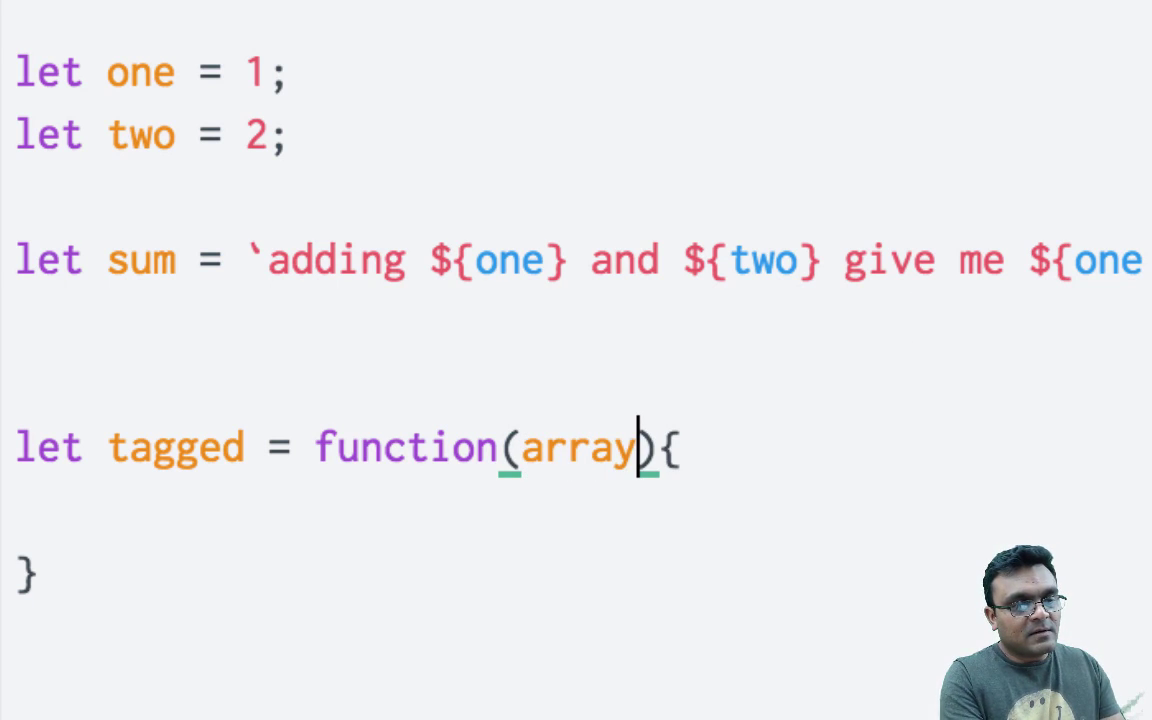 let one = 1;
let two = 2;
let sum = `adding ${one} and ${two} give me ${one
let tagged = function(array){
}